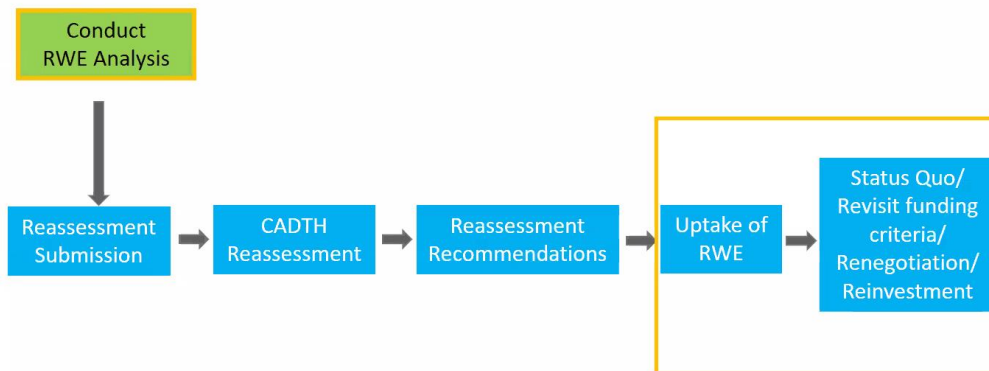 Conduct
RWE Analysis
Reassessment
Submission
CADTH
Reassessment
Reassessment
Recommendations
Uptake of
RWE
Status Quo/
Revisit funding
criteria/
Renegotiation/
Reinvestment